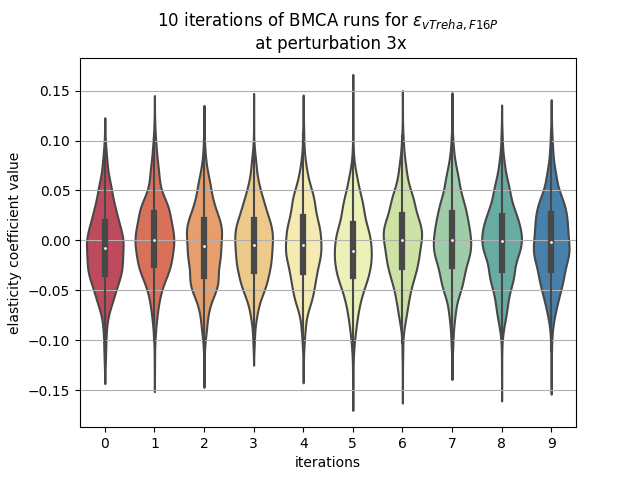 10 iterations of BMCA runs for ε_{vTreha, F16P}
at perturbation 3x
elasticity coefficient value
0.15
0.10
0.05
0.00
−0.05
−0.10
−0.15
0 1 2 3 4 5 6 7 8 9
iterations